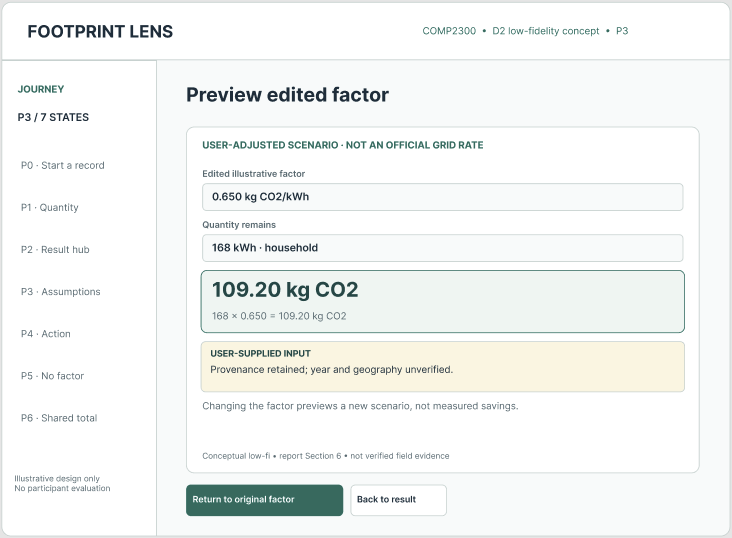 FOOTPRINT LENS
COMP2300 • D2 low-fidelity concept • P3
JOURNEY
P3 / 7 STATES
P0 · Start a record
P1 · Quantity
P2 · Result hub
P3 · Assumptions
P4 · Action
P5 · No factor
P6 · Shared total
Illustrative design only
No participant evaluation
Preview edited factor
USER-ADJUSTED SCENARIO · NOT AN OFFICIAL GRID RATE
Edited illustrative factor
0.650 kg CO2/kWh
Quantity remains
168 kWh · household
109.20 kg CO2
168 × 0.650 = 109.20 kg CO2
USER-SUPPLIED INPUT
Provenance retained; year and geography unverified.
Changing the factor previews a new scenario, not measured savings.
Conceptual low-fi • report Section 6 • not verified field evidence
Return to original factor
Back to result